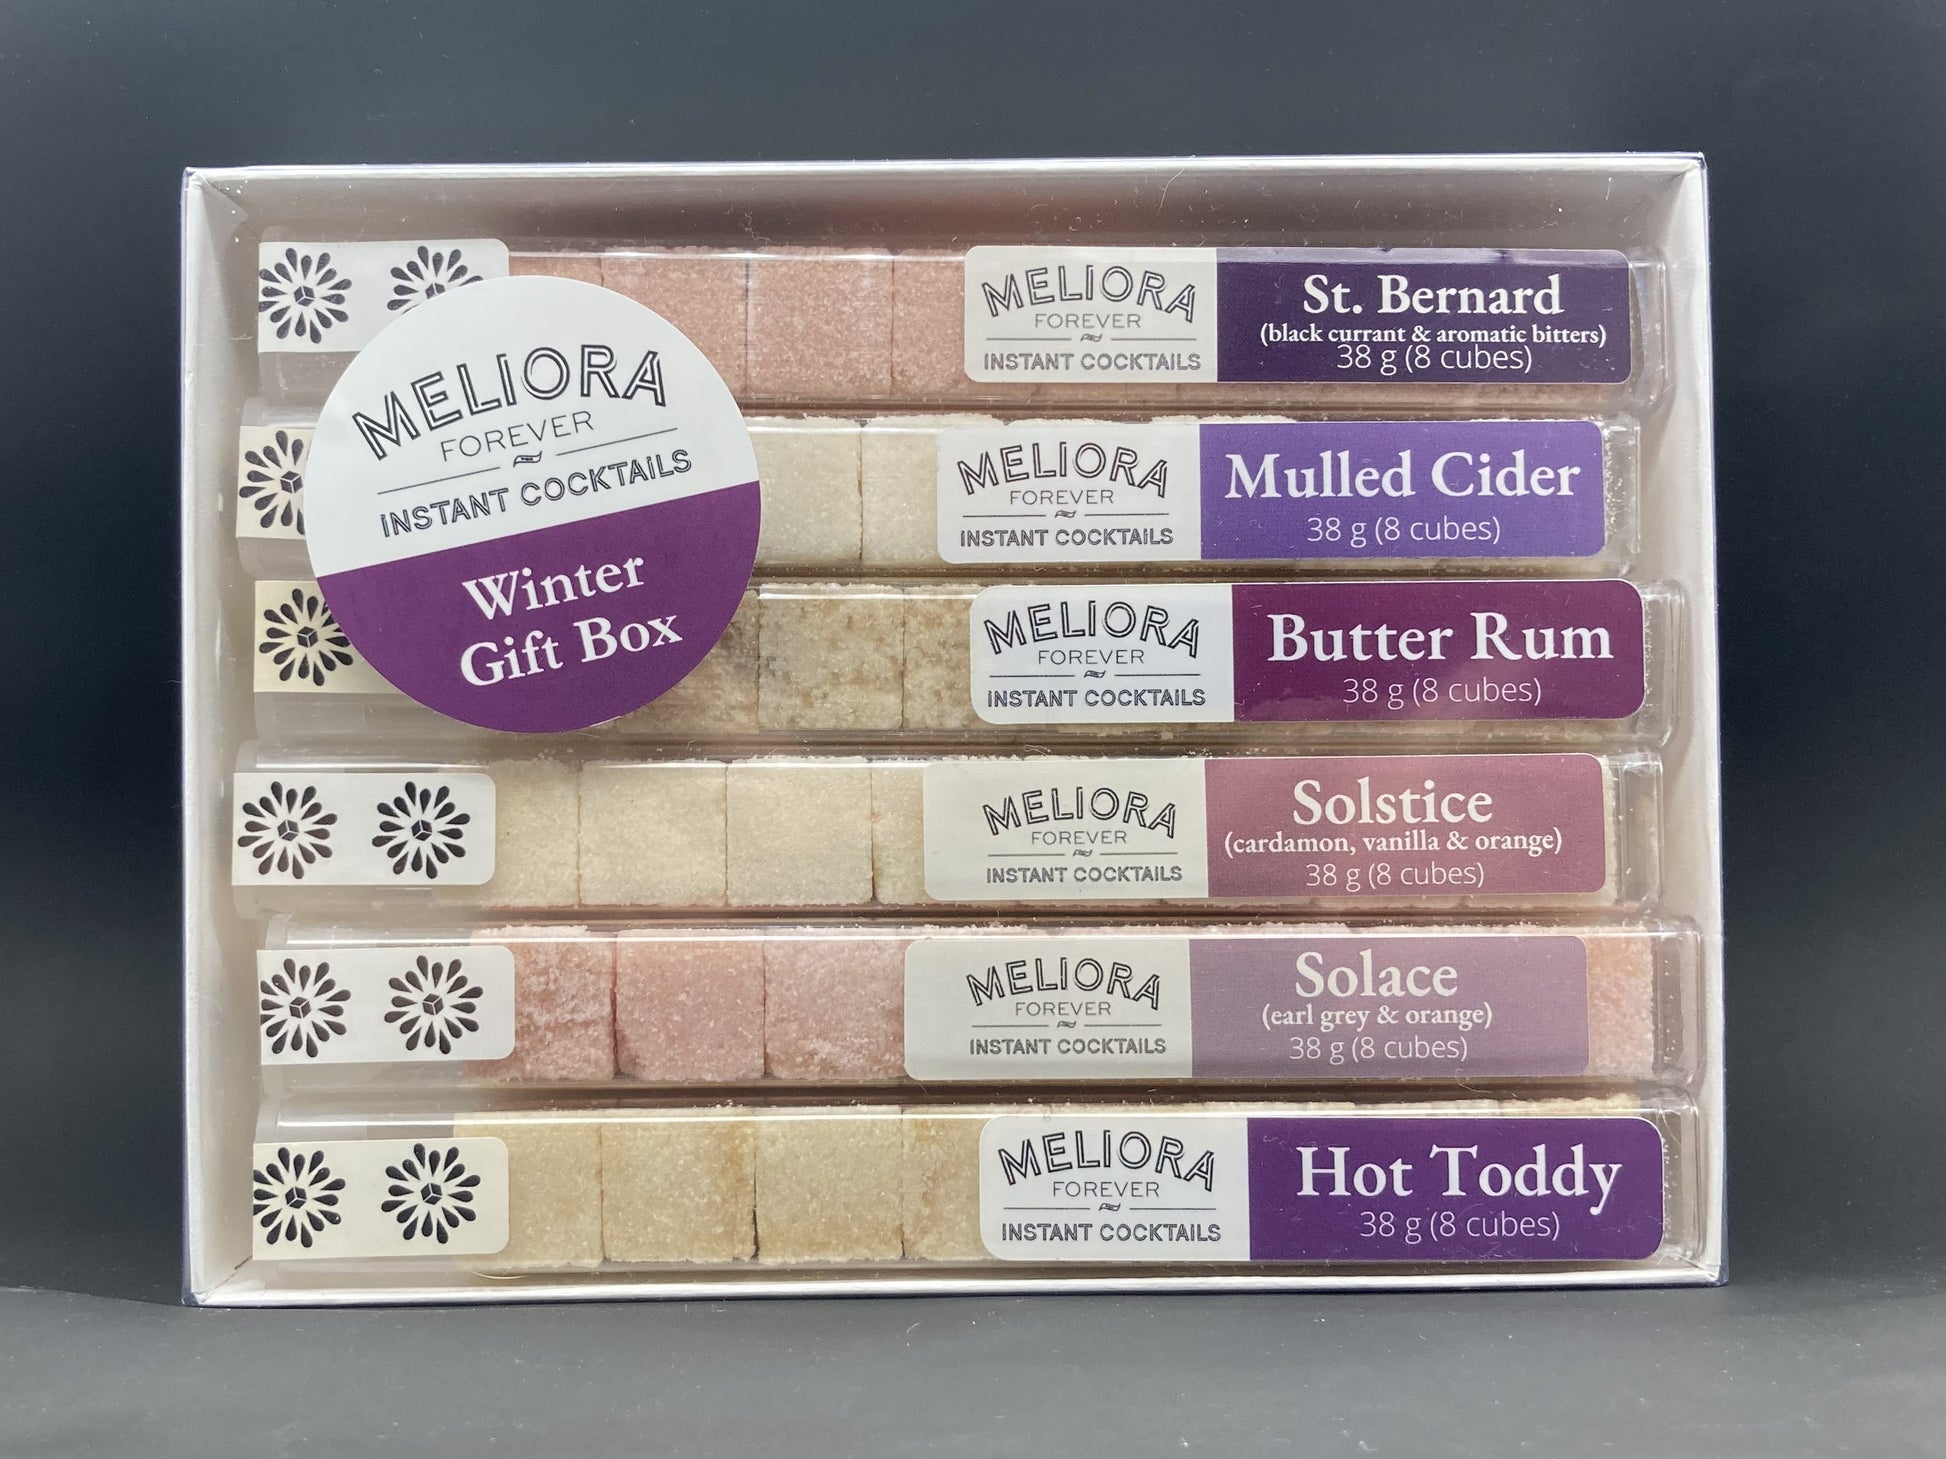 MELIORA
FOREVER
INSTANT COCKTAILS
Winter
Gift Box
MELIORA
FOREVER
INSTANT COCKTAILS
St. Bernard
(black currant & aromatic bitters)
38 g (8 cubes)
MELIORA
FOREVER
INSTANT COCKTAILS
Mulled Cider
38 g (8 cubes)
MELIORA
FOREVER
INSTANT COCKTAILS
Butter Rum
38 g (8 cubes)
MELIORA
FOREVER
INSTANT COCKTAILS
Solstice
(cardamon, vanilla & orange)
38 g (8 cubes)
MELIORA
FOREVER
INSTANT COCKTAILS
Solace
(earl grey & orange)
38 g (8 cubes)
MELIORA
FOREVER
INSTANT COCKTAILS
Hot Toddy
38 g (8 cubes)